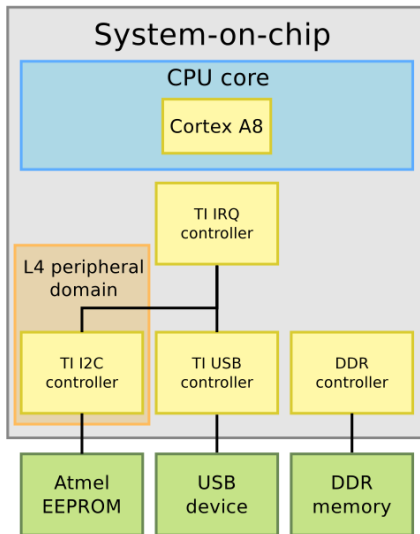 System-on-chip
CPU core
Cortex A8
TI IRQ
controller
L4 peripheral
domain
TI I2C
controller
TI USB
controller
DDR
controller
Atmel
EEPROM
USB
device
DDR
memory